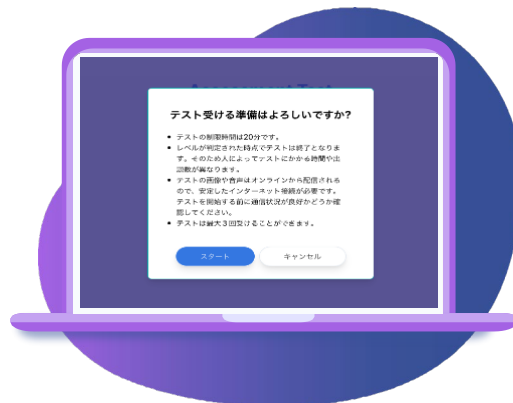 テスト受ける準備はよろしいですか?
• テストの制限時間は20分です。
• レベルが判定された時点でテストは終了となりま
す。そのため人によってテストにかかる時間や出
題数が異なります。
• テストの画像や音声はオンラインから配信される
ので、安定したインターネット接続が必要です。
テストを開始する前に通信状況が良好かどうか確
認してください。
• テストは最大3回受けることができます。
スタート キャンセル